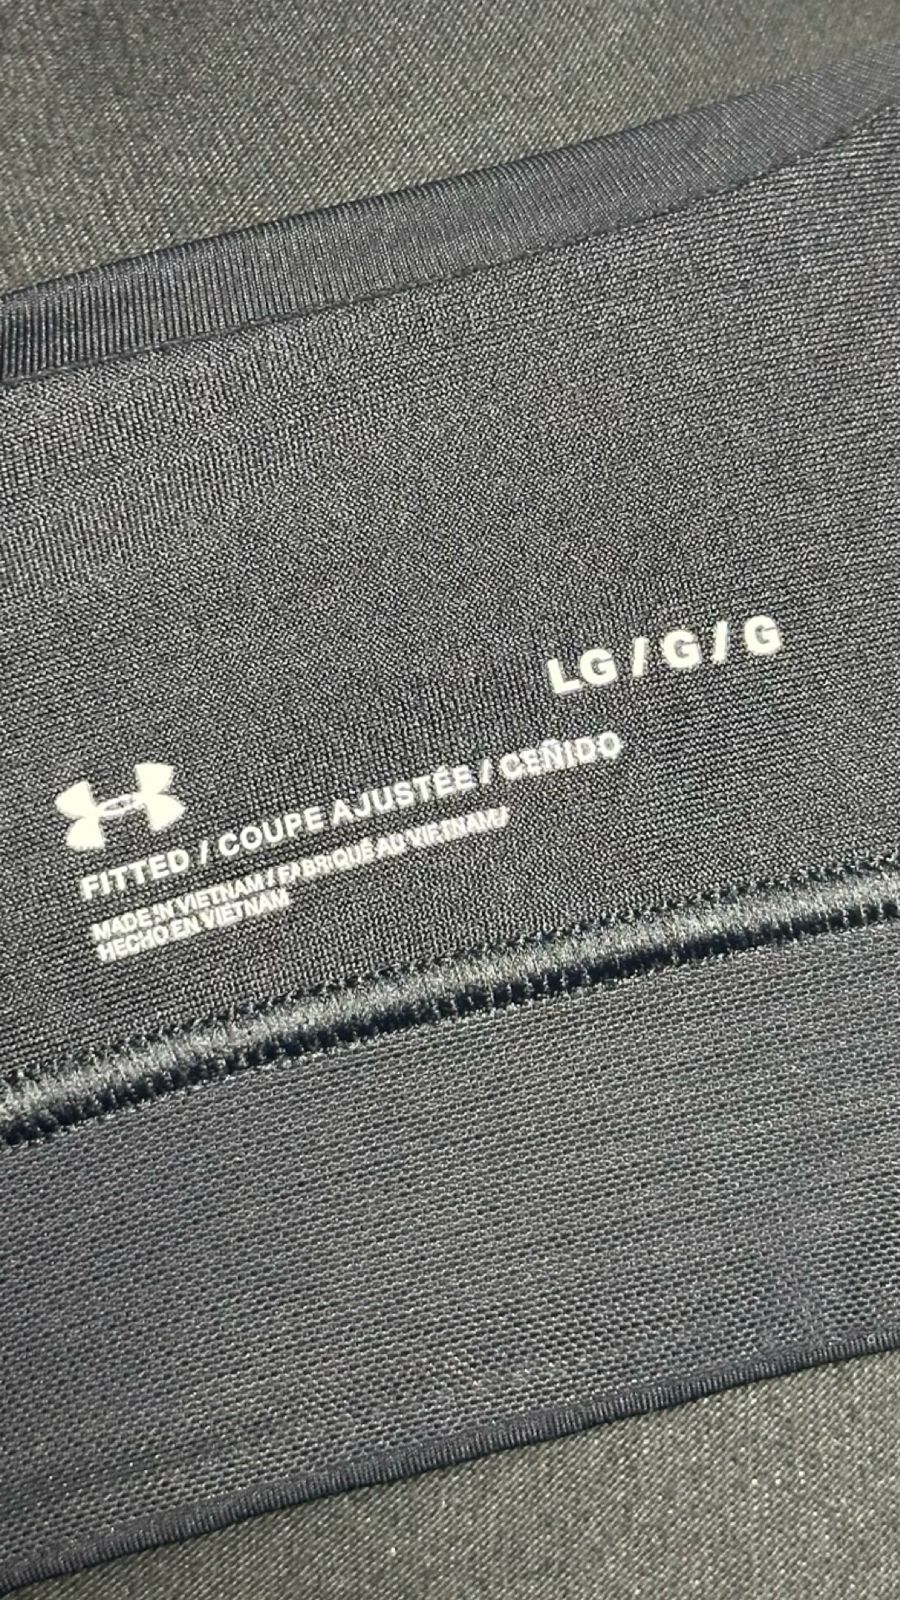 LG / G / G
FITTED / COUPE AJUSTÉE / CEÑIDO
MADE IN VIETNAM / FABRIQUÉ AU VIETNAM/
HECHO EN VIETNAM